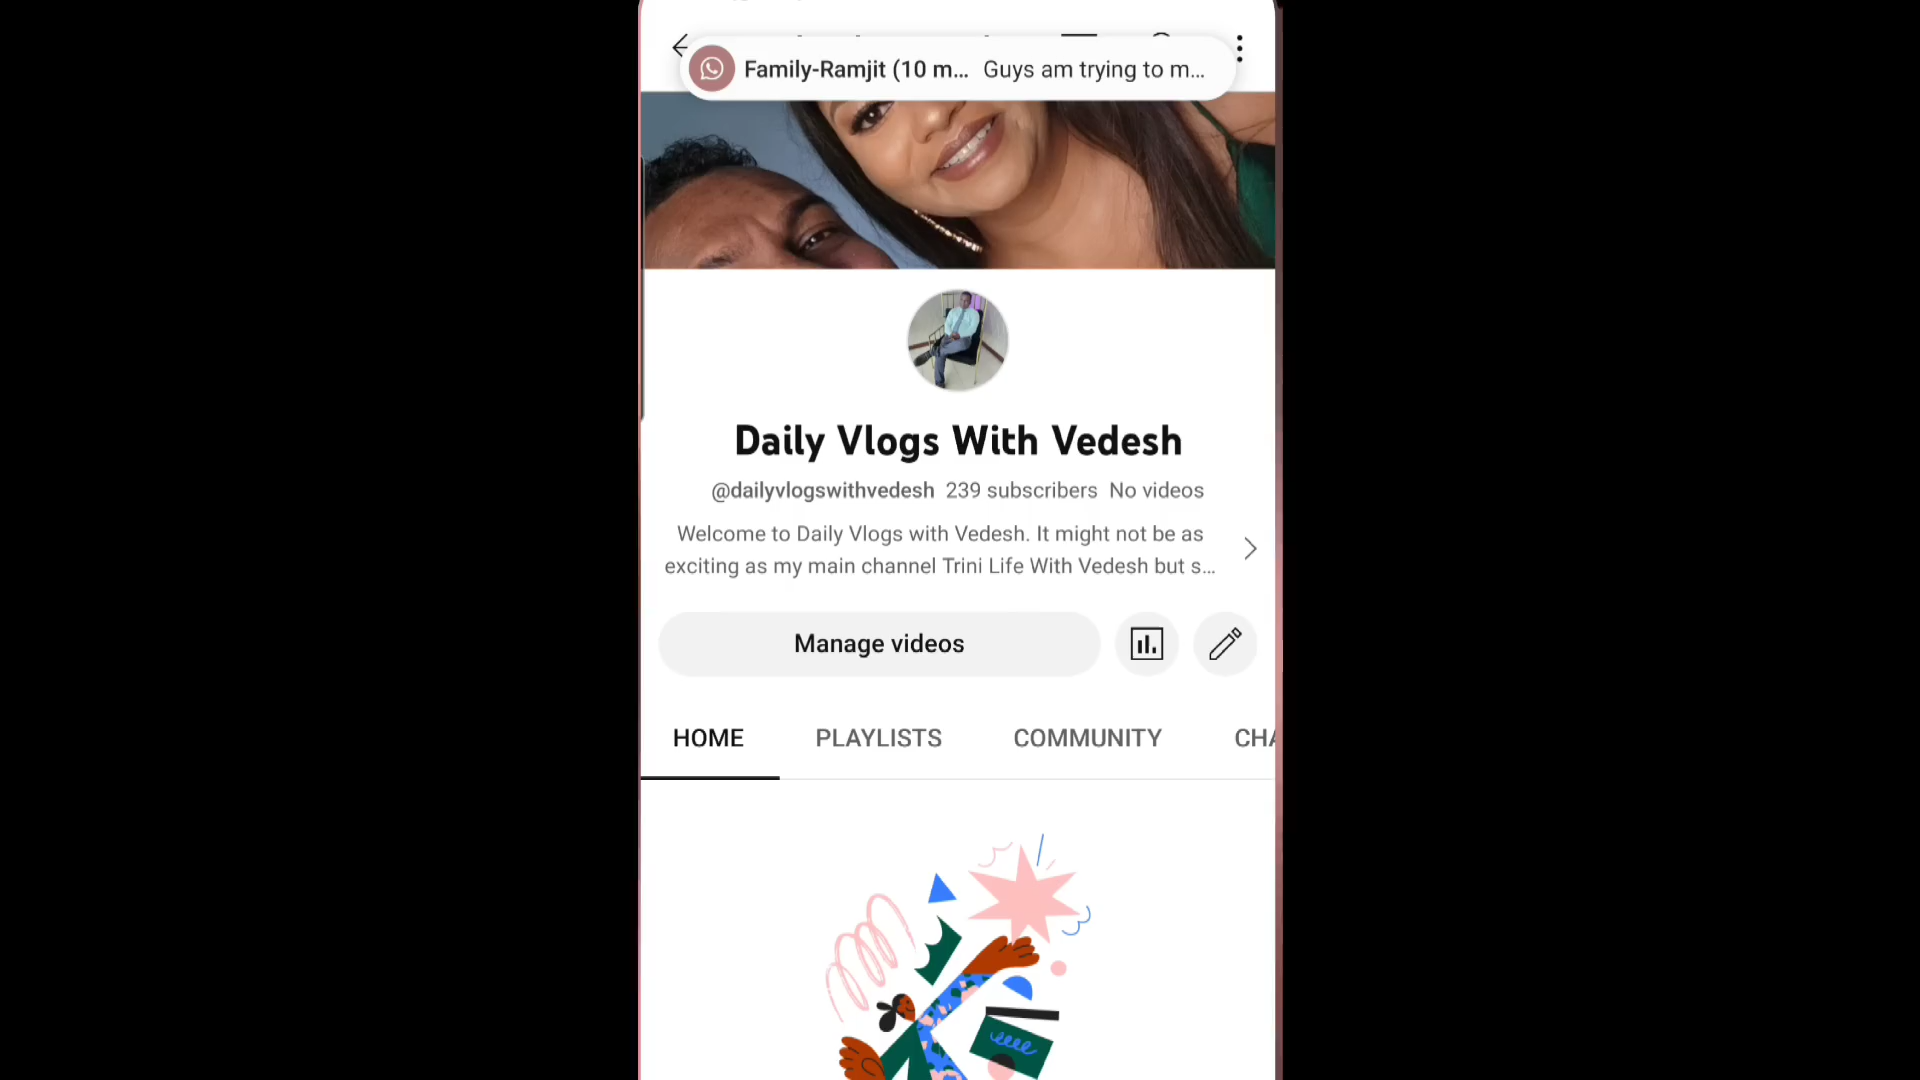 Family-Ramjit (10 m... Guys am trying to m...
Daily Vlogs With Vedesh
@dailyvlogswithvedesh 239 subscribers No videos
Welcome to Daily Vlogs with Vedesh. It might not be as
exciting as my main channel Trini Life With Vedesh but s...
Manage videos
HOME PLAYLISTS COMMUNITY CHA